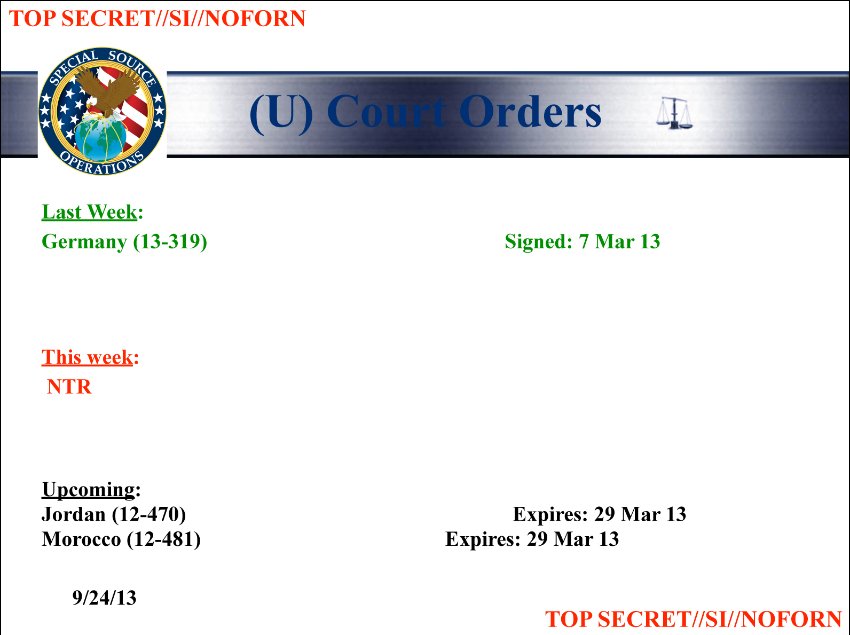 TOP SECRET//SI//NOFORN
SPECIAL SOURCE
OPERATIONS
(U) Court Orders
Last Week:
Germany (13-319) Signed: 7 Mar 13
This week:
NTR
Upcoming:
Jordan (12-470) Expires: 29 Mar 13
Morocco (12-481) Expires: 29 Mar 13
9/24/13
TOP SECRET//SI//NOFORN